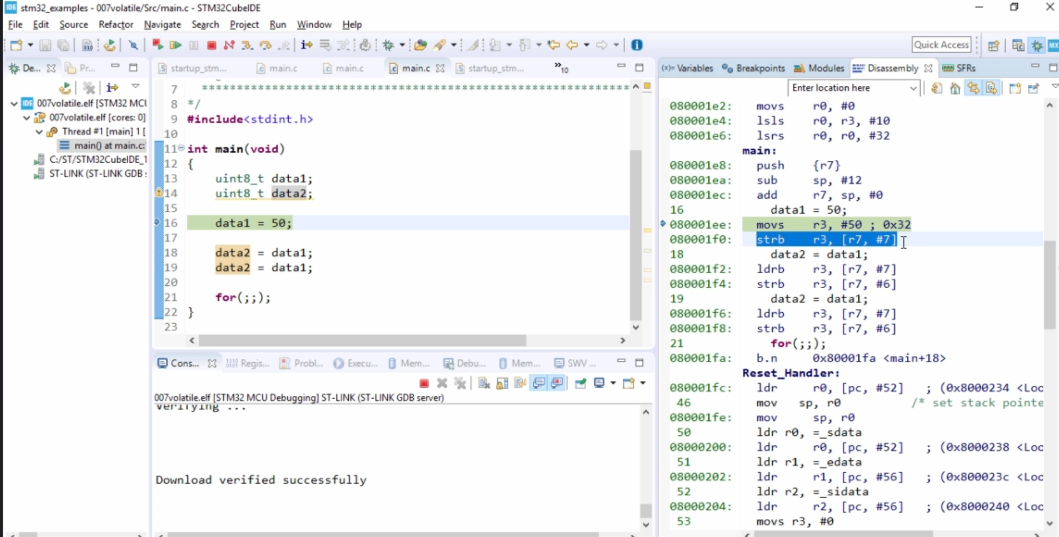 stm32_examples - 007volatile/Src/main.c - STM32CubeIDE
File Edit Source Refactor Navigate Search Project Run Window Help
Quick Access
De...
Pr...
007volatile.elf [STM32 MCU
007volatile.elf [cores: 0]
Thread #1 [main] 1 [
main() at main.c:
C:/ST/STM32CubeIDE_1
ST-LINK (ST-LINK GDB s
startup_stm...
main.c
main.c
main.c
startup_stm...
»10
7
8 */
9 #include<stdint.h>
10
11 int main(void)
12 {
13 uint8_t data1;
14 uint8_t data2;
15
16 data1 = 50;
17
18 data2 = data1;
19 data2 = data1;
20
21 for(;;);
22 }
23
Cons...
Regis...
Probl...
Execu...
Mem...
Debu...
Mem...
SWV ...
007volatile.elf [STM32 MCU Debugging] ST-LINK (ST-LINK GDB server)
Verifying ...
Download verified successfully
(x)= Variables
Breakpoints
Modules
Disassembly
SFRs
Enter location here
080001e2: movs r0, #0
080001e4: lsls r0, r3, #10
080001e6: lsrs r0, r0, #32
main:
080001e8: push {r7}
080001ea: sub sp, #12
080001ec: add r7, sp, #0
16 data1 = 50;
080001ee: movs r3, #50 ; 0x32
080001f0: strb r3, [r7, #7]
18 data2 = data1;
080001f2: ldrb r3, [r7, #7]
080001f4: strb r3, [r7, #6]
19 data2 = data1;
080001f6: ldrb r3, [r7, #7]
080001f8: strb r3, [r7, #6]
21 for(;;);
080001fa: b.n 0x80001fa <main+18>
Reset_Handler:
080001fc: ldr r0, [pc, #52] ; (0x8000234 <Loo
46 mov sp, r0 /* set stack pointe
080001fe: mov sp, r0
50 ldr r0, =_sdata
08000200: ldr r0, [pc, #52] ; (0x8000238 <Loo
51 ldr r1, =_edata
08000202: ldr r1, [pc, #56] ; (0x800023c <Loo
52 ldr r2, =_sidata
08000204: ldr r2, [pc, #56] ; (0x8000240 <Loo
53 movs r3, #0